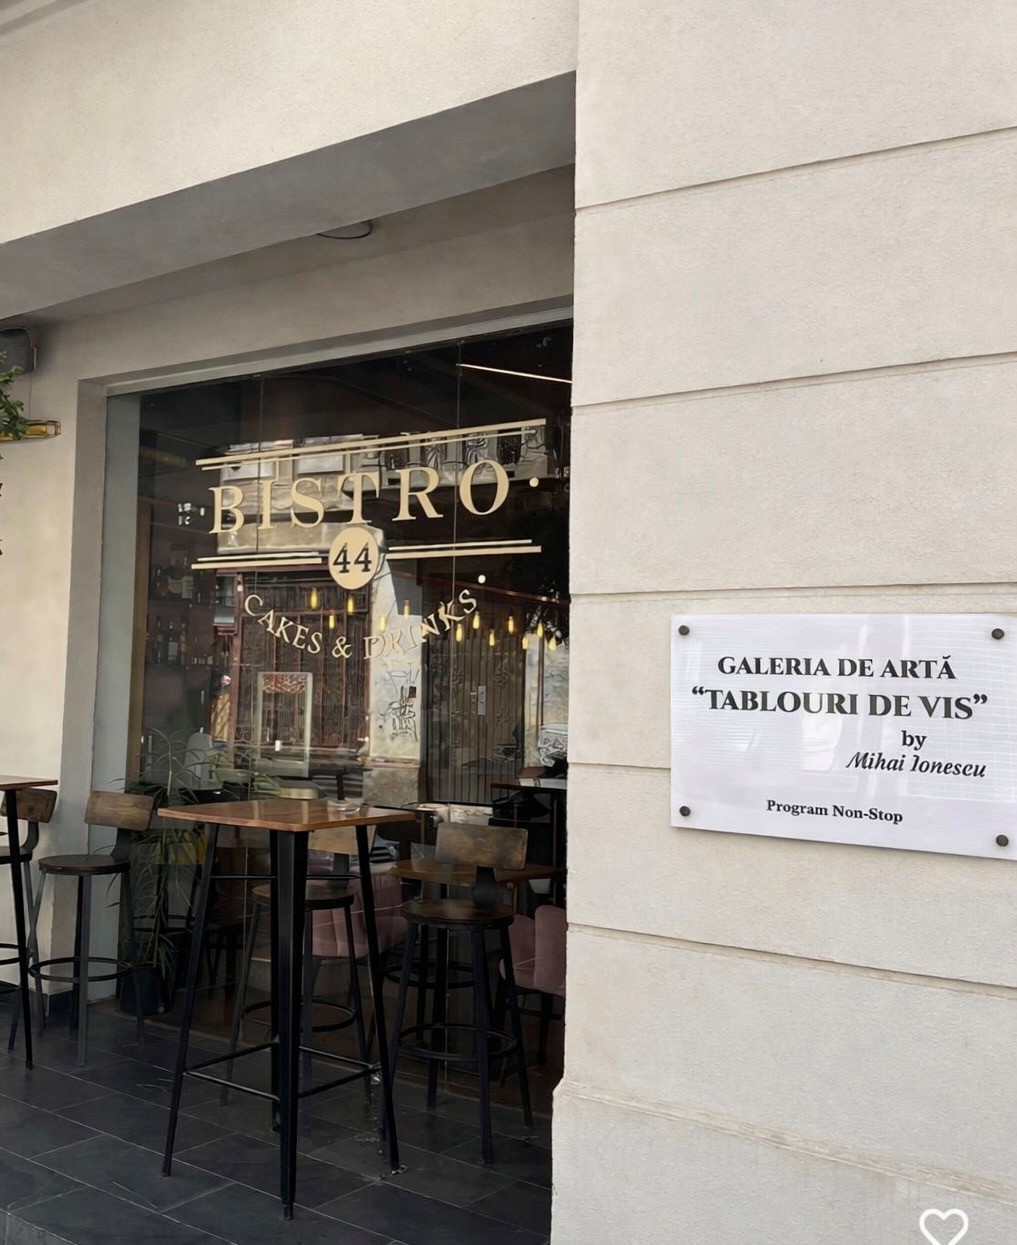 BISTRO
44
CAKES & DRINKS
GALERIA DE ARTĂ
“TABLOURI DE VIS”
by
Mihai Ionescu
Program Non-Stop